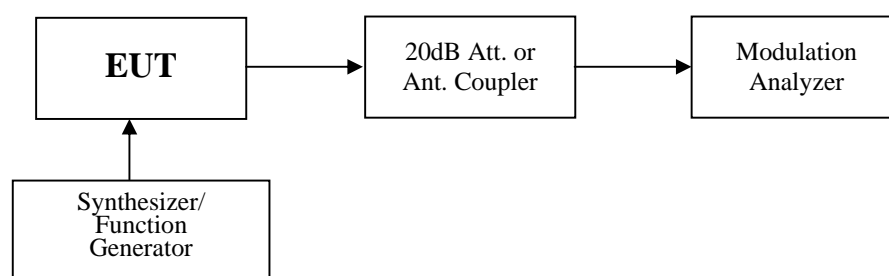 EUT
20dB Att. or
Ant. Coupler
Modulation
Analyzer
Synthesizer/
Function
Generator